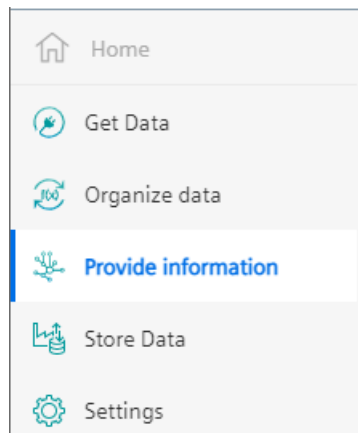 Home
Get Data
f(x)
Organize data
Provide information
Store Data
Settings